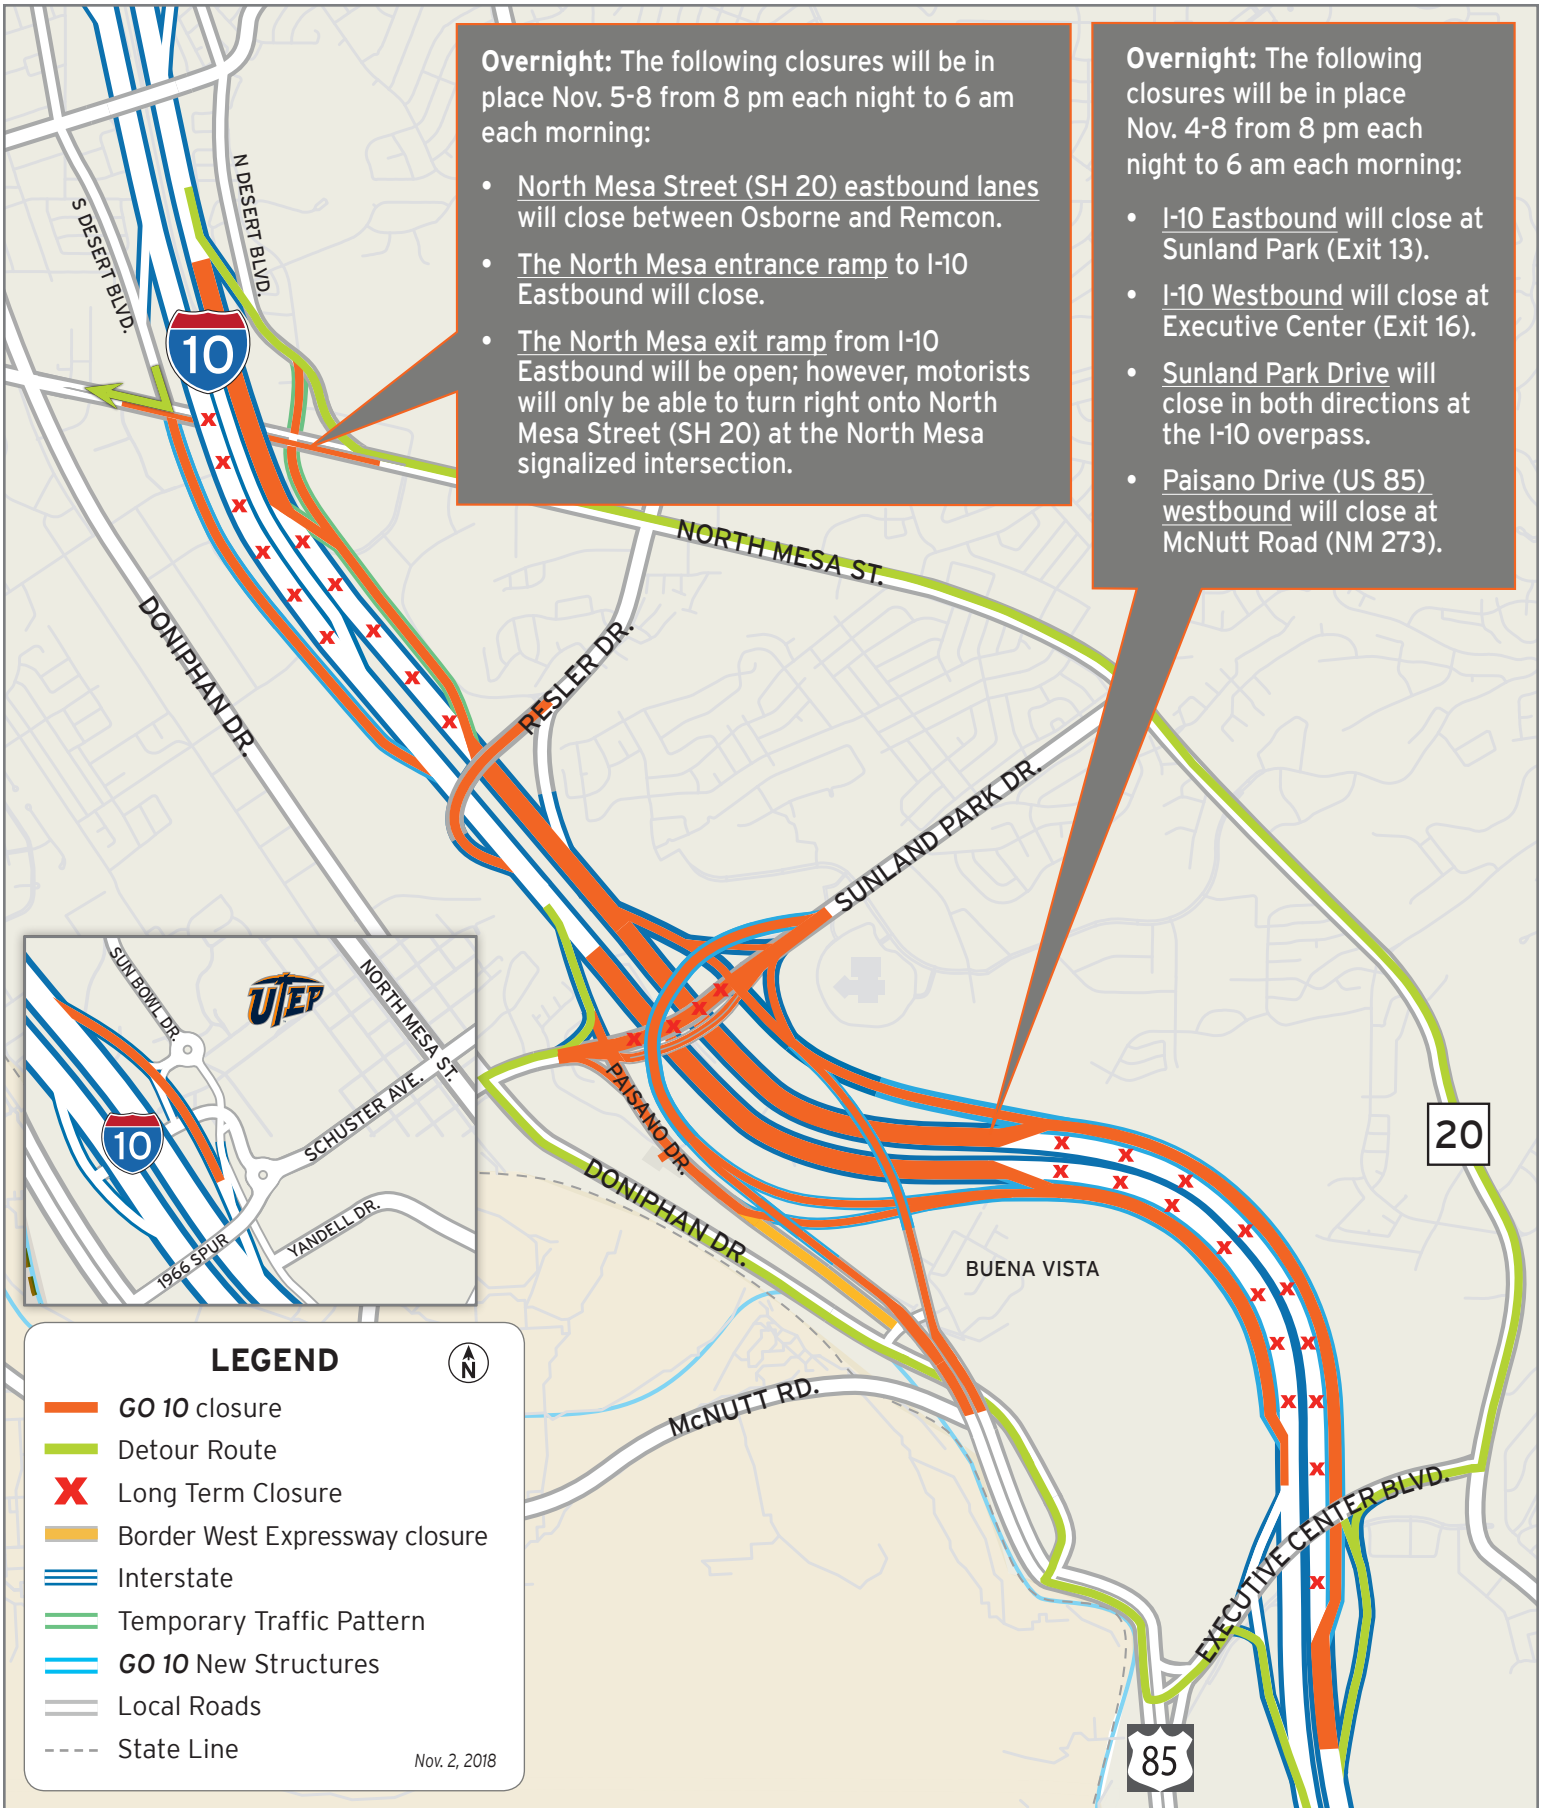 Overnight: The following closures will be in
place Nov. 5-8 from 8 pm each night to 6 am
each morning:
• North Mesa Street (SH 20) eastbound lanes
will close between Osborne and Remcon.
• The North Mesa entrance ramp to I-10
Eastbound will close.
• The North Mesa exit ramp from I-10
Eastbound will be open; however, motorists
will only be able to turn right onto North
Mesa Street (SH 20) at the North Mesa
signalized intersection.
Overnight: The following
closures will be in place
Nov. 4-8 from 8 pm each
night to 6 am each morning:
• I-10 Eastbound will close at
Sunland Park (Exit 13).
• I-10 Westbound will close at
Executive Center (Exit 16).
• Sunland Park Drive will
close in both directions at
the I-10 overpass.
• Paisano Drive (US 85)
westbound will close at
McNutt Road (NM 273).
N DESERT BLVD.
S DESERT BLVD.
10
NORTH MESA ST.
DONIPHAN DR.
RESLER DR.
SUNLAND PARK DR.
PAISANO DR.
DONIPHAN DR.
BUENA VISTA
20
McNUTT RD.
EXECUTIVE CENTER BLVD.
85
SUN BOWL DR.
UTEP
NORTH MESA ST.
SCHUSTER AVE.
10
YANDELL DR.
1966 SPUR
LEGEND
N
GO 10 closure
Detour Route
X Long Term Closure
Border West Expressway closure
Interstate
Temporary Traffic Pattern
GO 10 New Structures
Local Roads
State Line
Nov. 2, 2018